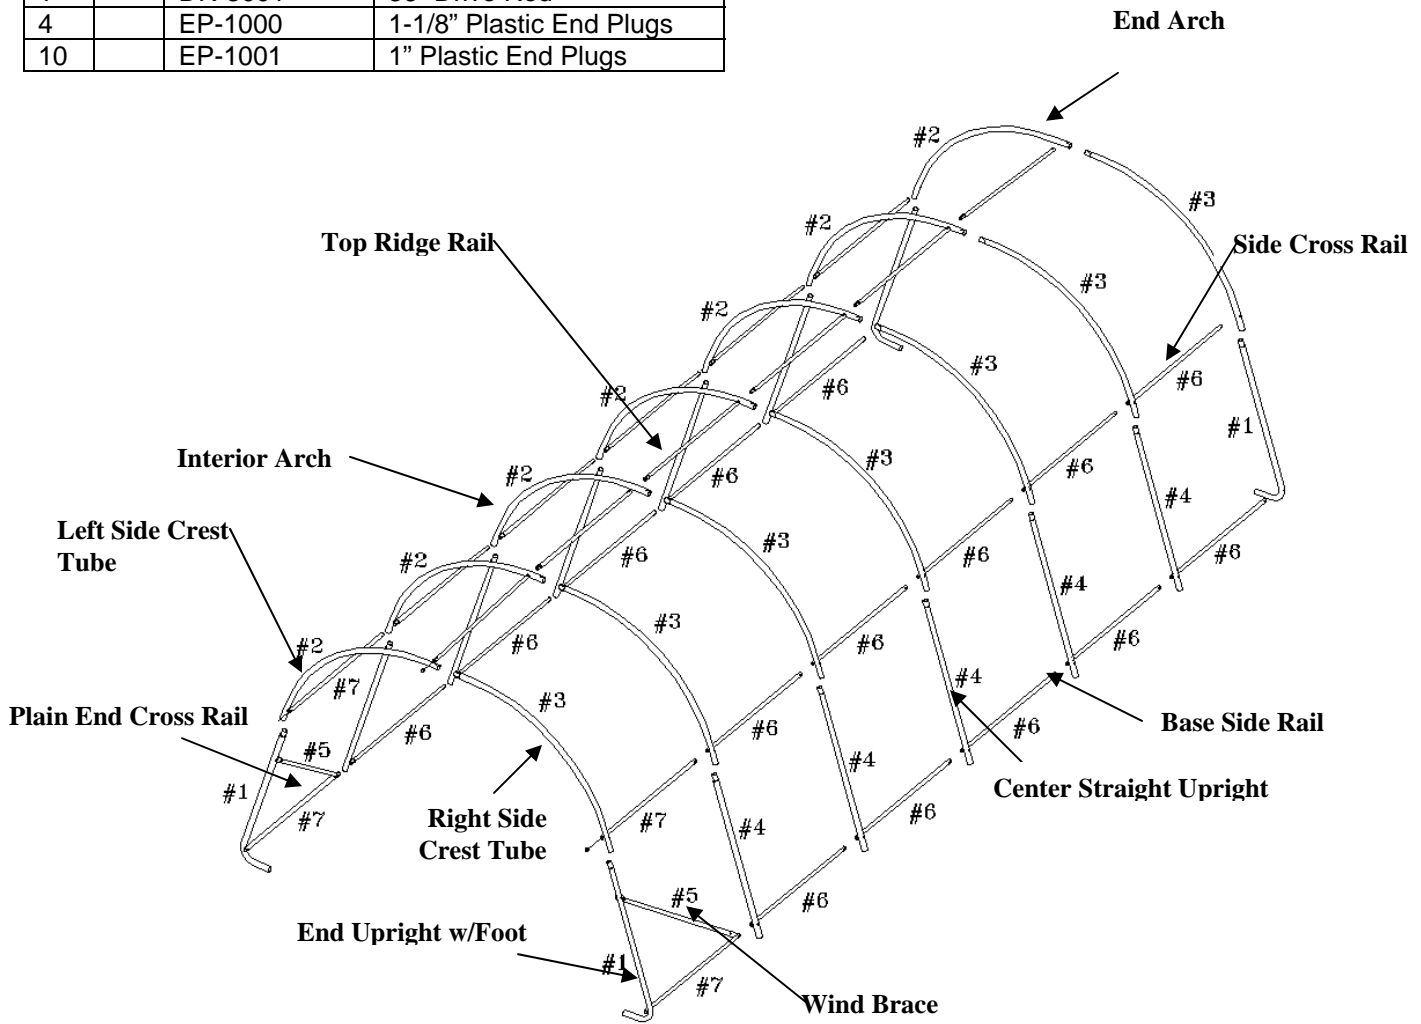 4 EP-1000 1-1/8” Plastic End Plugs
10 EP-1001 1” Plastic End Plugs
End Arch
#2
#3
#2
Top Ridge Rail
Side Cross Rail
#3
#2
#3
#6
#2
#6
#1
Interior Arch
#2
#3
#6
#6
#4
Left Side Crest
Tube
#2
#3
#6
#6
#6
#4
#2
#3
#6
#6
#6
#7
#3
#4
Plain End Cross Rail
#5
#6
#6
#6
Base Side Rail
#1
#7
#7
#4
Center Straight Upright
Right Side
Crest Tube
#4
#6
#5
#6
End Upright w/Foot
#1
#7
Wind Brace